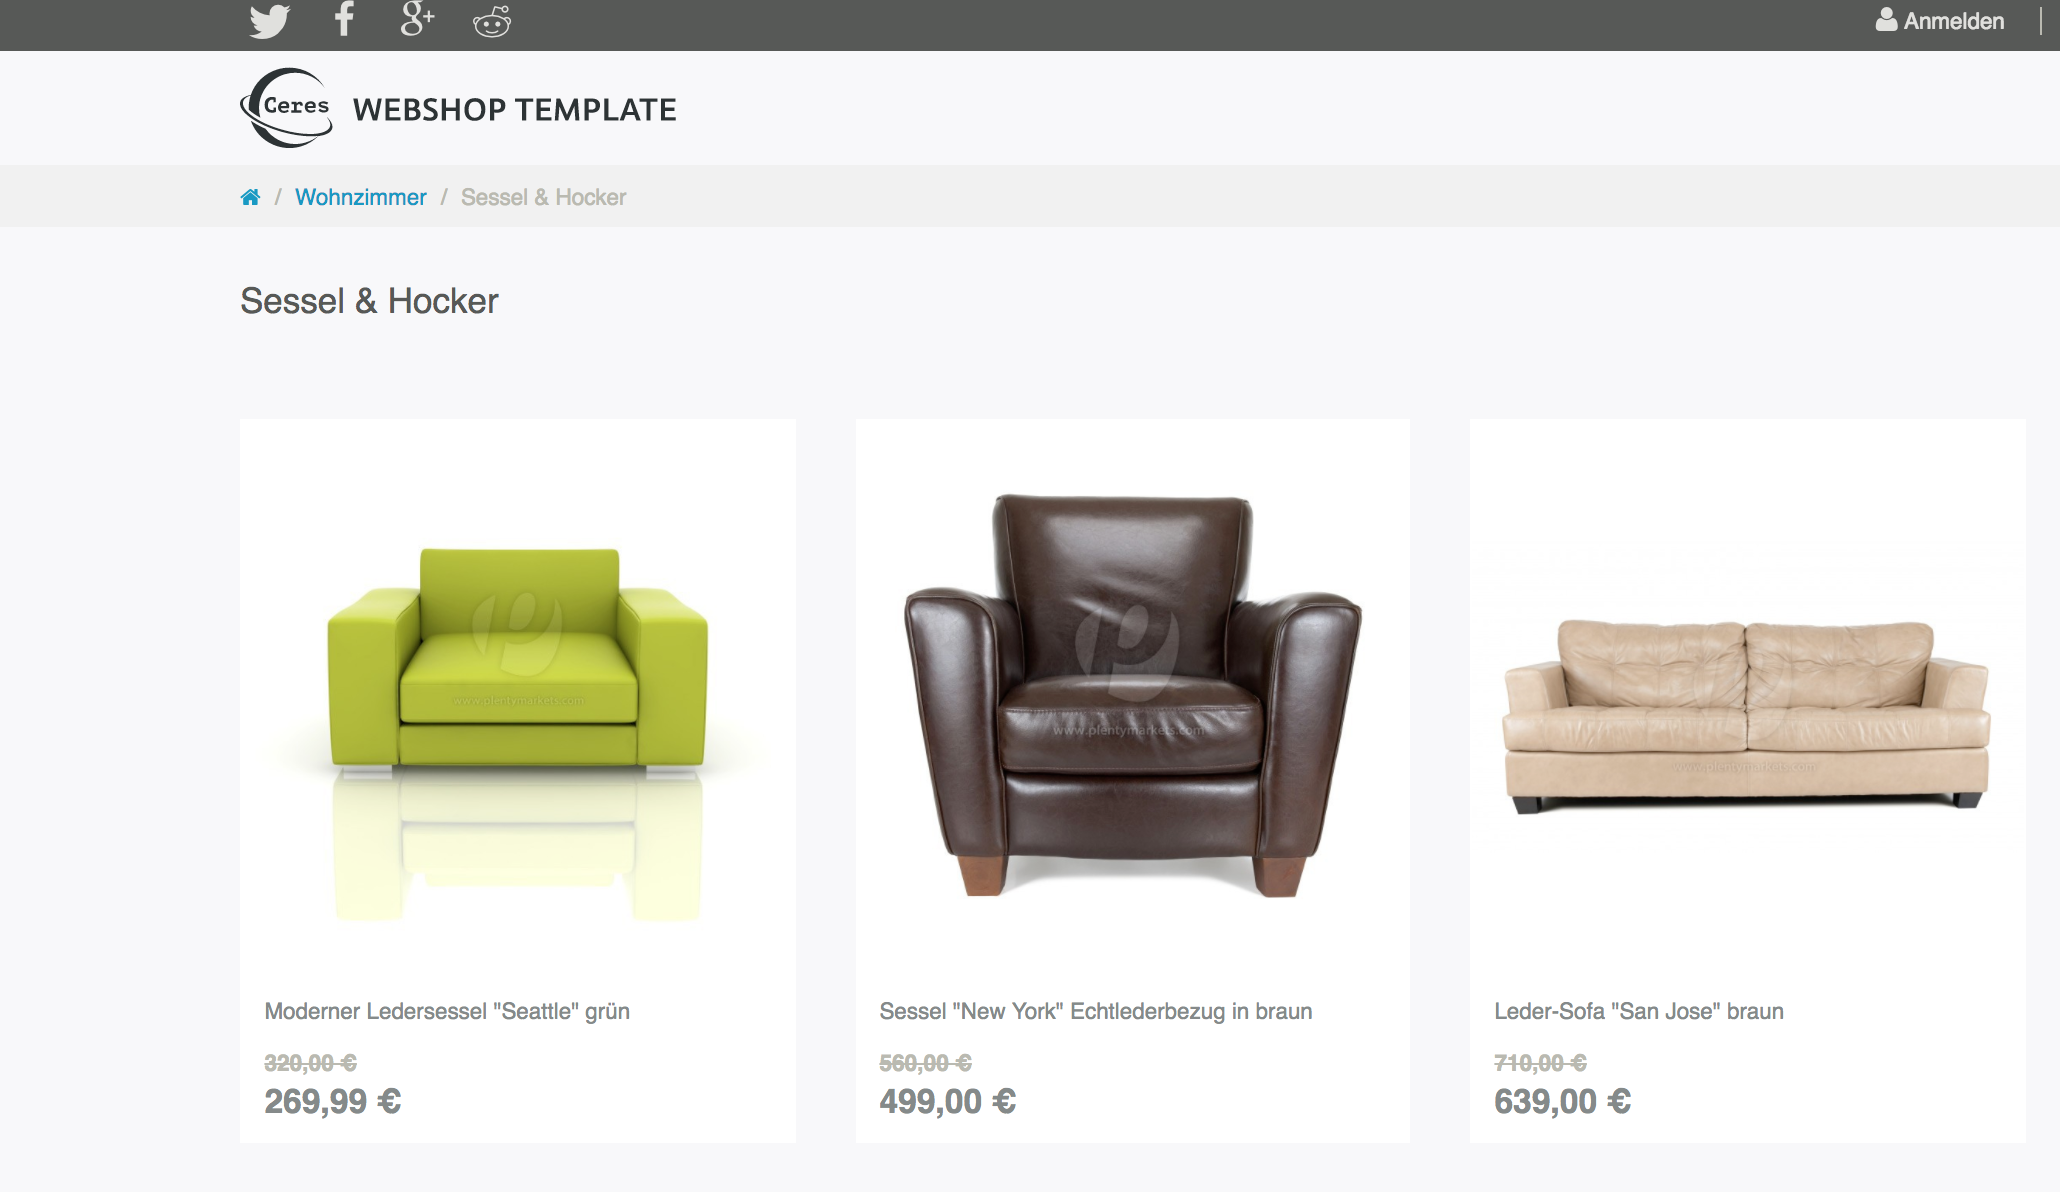 Anmelden
Ceres WEBSHOP TEMPLATE
/ Wohnzimmer / Sessel & Hocker
Sessel & Hocker
www.plentymarkets.com
www.plentymarkets.com
www.plentymarkets.com
Moderner Ledersessel "Seattle" grün
320,00 €
269,99 €
Sessel "New York" Echtlederbezug in braun
560,00 €
499,00 €
Leder-Sofa "San Jose" braun
710,00 €
639,00 €